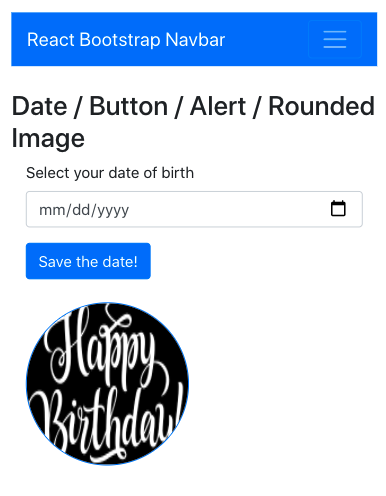 React Bootstrap Navbar
Date / Button / Alert / Rounded
Image
Select your date of birth
mm/dd/yyyy
Save the date!
Happy
Birthday!